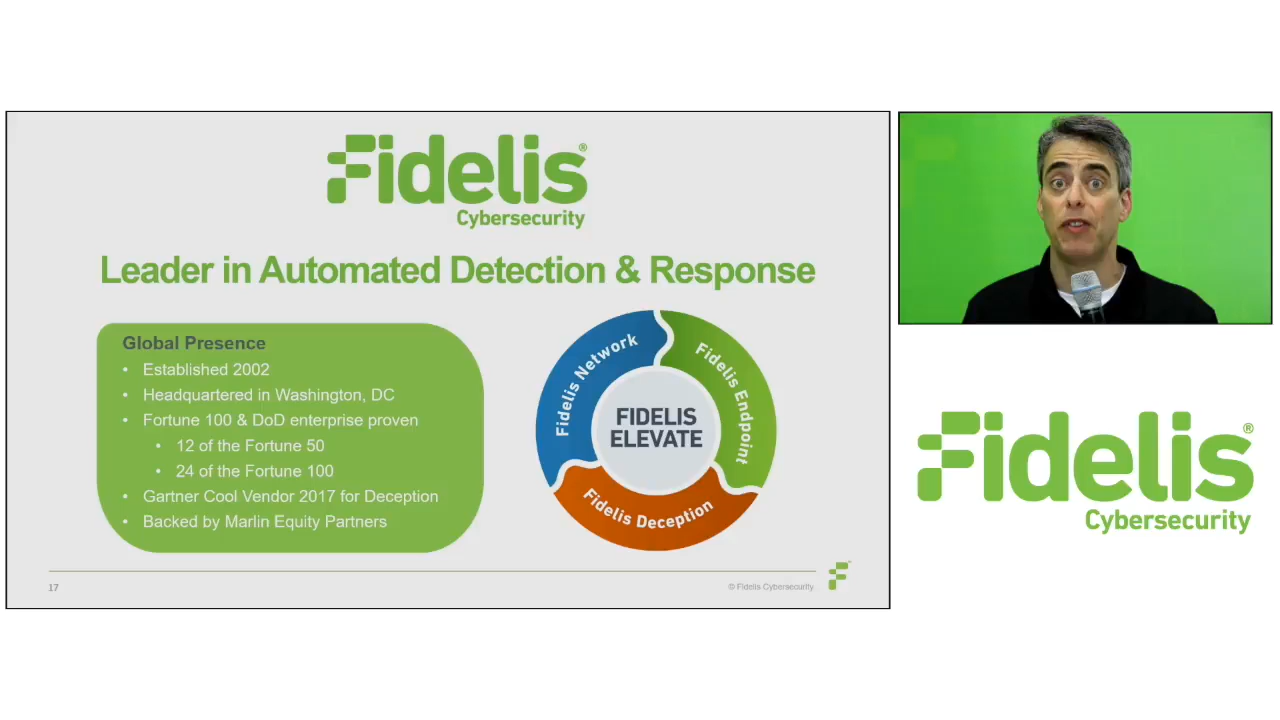 Fidelis®
Cybersecurity
Leader in Automated Detection & Response
Global Presence
• Established 2002
• Headquartered in Washington, DC
• Fortune 100 & DoD enterprise proven
• 12 of the Fortune 50
• 24 of the Fortune 100
• Gartner Cool Vendor 2017 for Deception
• Backed by Marlin Equity Partners
Fidelis Network
Fidelis Endpoint
FIDELIS
ELEVATE
Fidelis Deception
17
© Fidelis Cybersecurity
Fidelis®
Cybersecurity